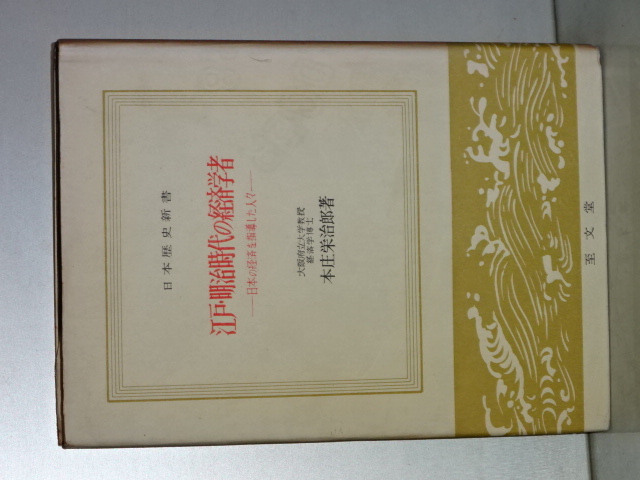 日本歴史新書
江戸・明治時代の経済学者
―日本の経済を指導した人々―
大阪府立大学教授
経済学博士
本庄栄治郎著
至文堂